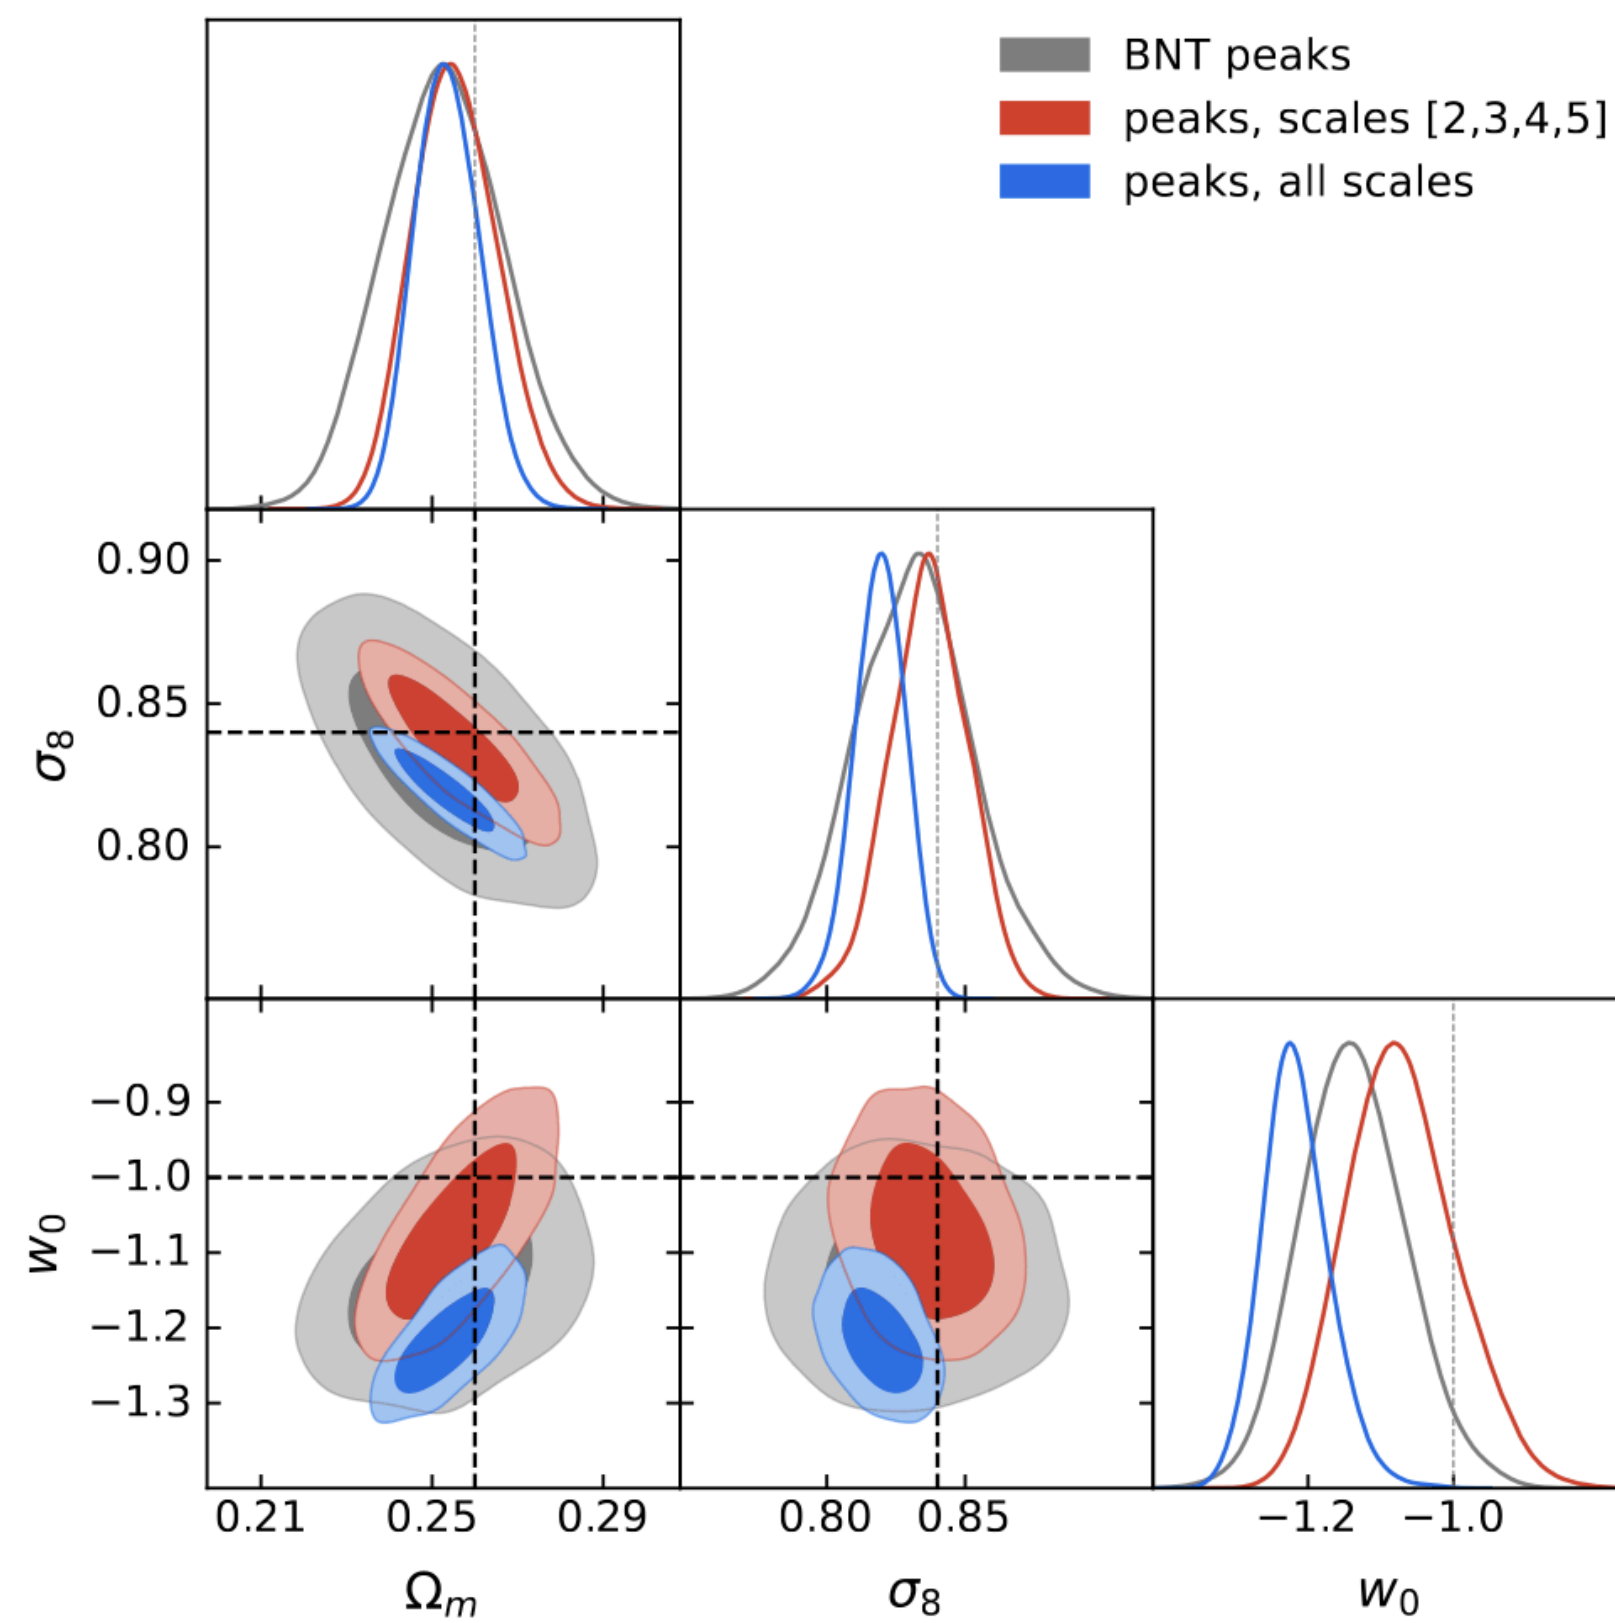 BNT peaks
peaks, scales [2,3,4,5]
peaks, all scales
0.90
0.85
0.80
σ8
−0.9
−1.0
−1.1
−1.2
−1.3
w0
0.21 0.25 0.29 0.80 0.85 −1.2 −1.0
Ωm σ8 w0